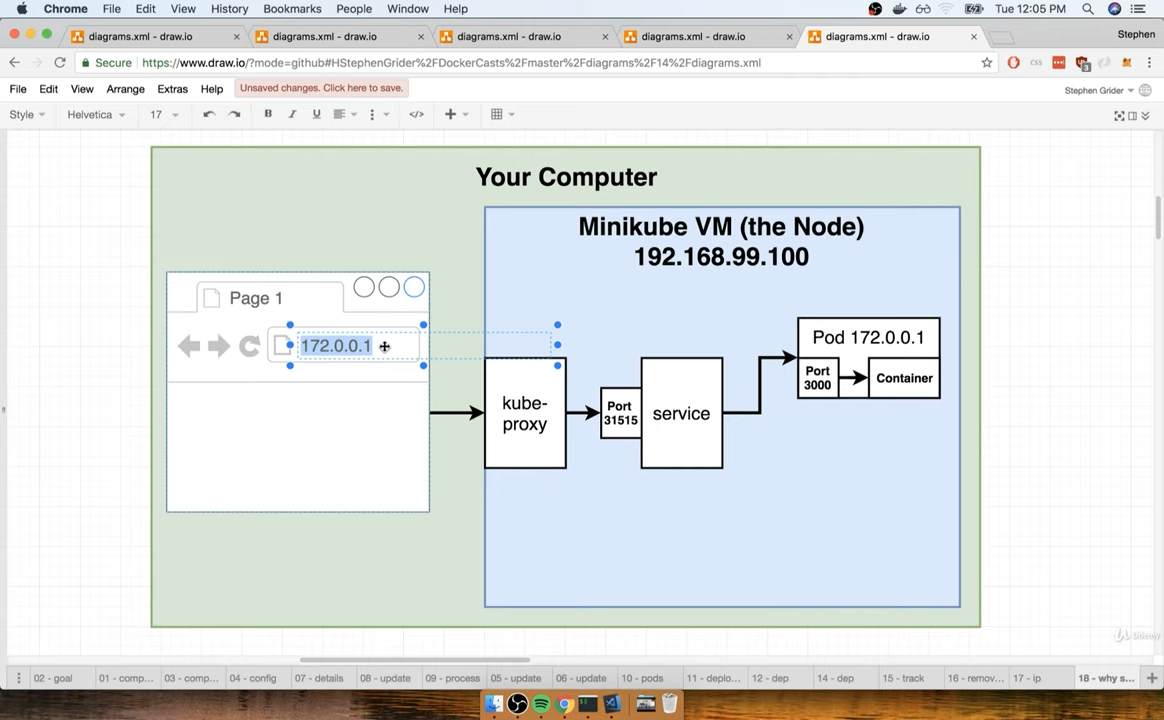 Chrome File Edit View History Bookmarks People Window Help Tue 12:05 PM
diagrams.xml - draw.io diagrams.xml - draw.io diagrams.xml - draw.io diagrams.xml - draw.io diagrams.xml - draw.io Stephen
Secure https://www.draw.io/?mode=github#HStephenGrider%2FDockerCasts%2Fmaster%2Fdiagrams%2F14%2Fdiagrams.xml css 3
File Edit View Arrange Extras Help Unsaved changes. Click here to save. Stephen Grider
Style Helvetica 17 B I U
Your Computer
Minikube VM (the Node)
192.168.99.100
Page 1
172.0.0.1
kube-
proxy
Port
31515
service
Pod 172.0.0.1
Port
3000
Container
Udemy
02 - goal 01 - comp... 03 - comp... 04 - config 07 - details 08 - update 09 - process 05 - update 06 - update 10 - pods 11 - deplo... 12 - dep 14 - dep 15 - track 16 - remov... 17 - ip 18 - why s...